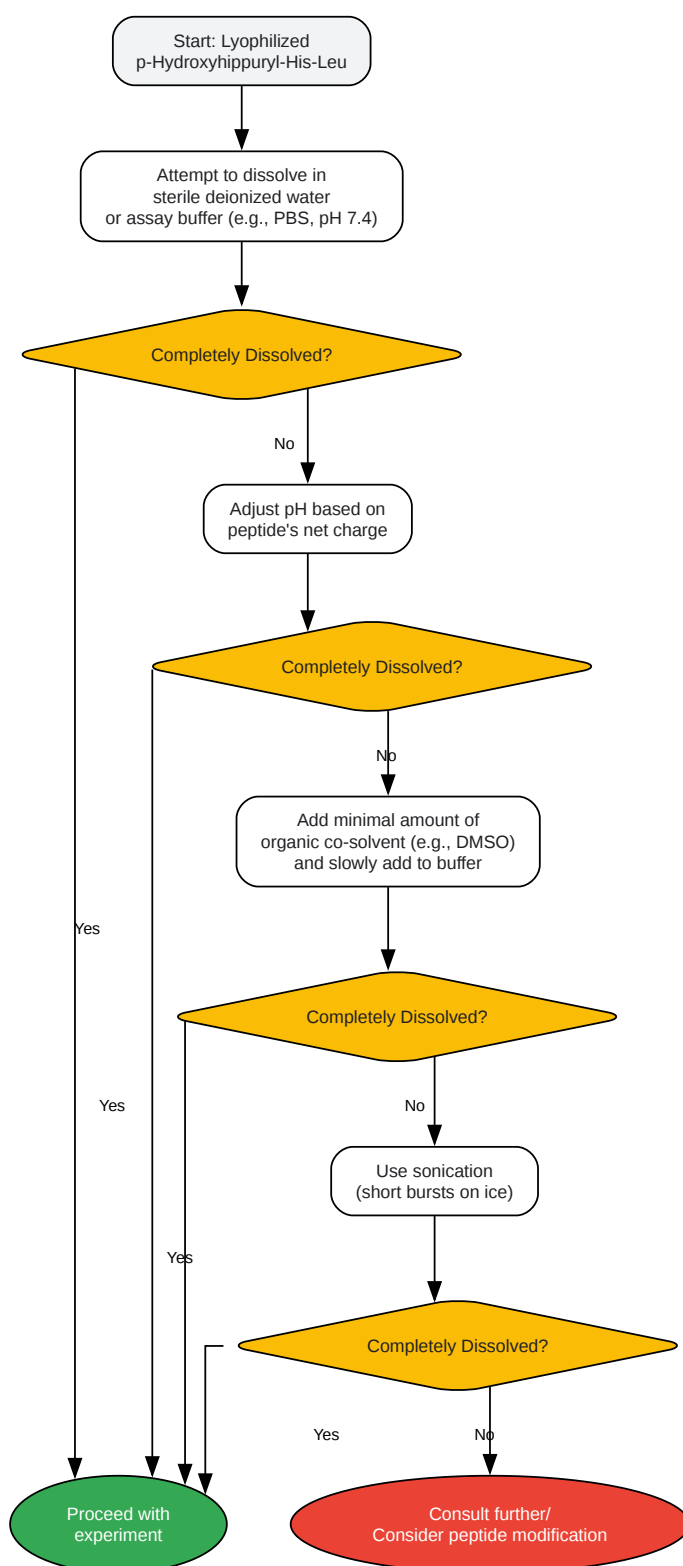 Start: Lyophilized
p-Hydroxyhippuryl-His-Leu
Attempt to dissolve in
sterile deionized water
or assay buffer (e.g., PBS, pH 7.4)
Completely Dissolved?
No
Adjust pH based on
peptide's net charge
Completely Dissolved?
No
Add minimal amount of
organic co-solvent (e.g., DMSO)
and slowly add to buffer
Yes
Completely Dissolved?
Yes
No
Use sonication
(short bursts on ice)
Yes
Completely Dissolved?
Yes
No
Proceed with
experiment
Consult further/
Consider peptide modification